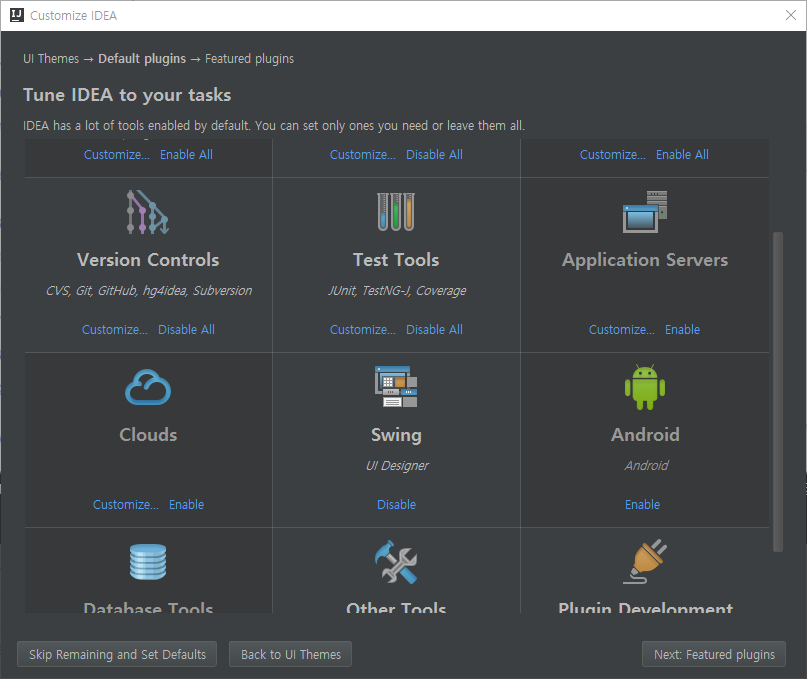 Customize IDEA
UI Themes → Default plugins → Featured plugins
Tune IDEA to your tasks
IDEA has a lot of tools enabled by default. You can set only ones you need or leave them all.
Customize... Enable All
Customize... Disable All
Customize... Enable All
Version Controls
CVS, Git, GitHub, hg4idea, Subversion
Customize... Disable All
Test Tools
JUnit, TestNG-J, Coverage
Customize... Disable All
Application Servers
Customize... Enable
Clouds
Customize... Enable
Swing
UI Designer
Disable
Android
Android
Enable
Database Tools
Other Tools
Plugin Development
Skip Remaining and Set Defaults
Back to UI Themes
Next: Featured plugins